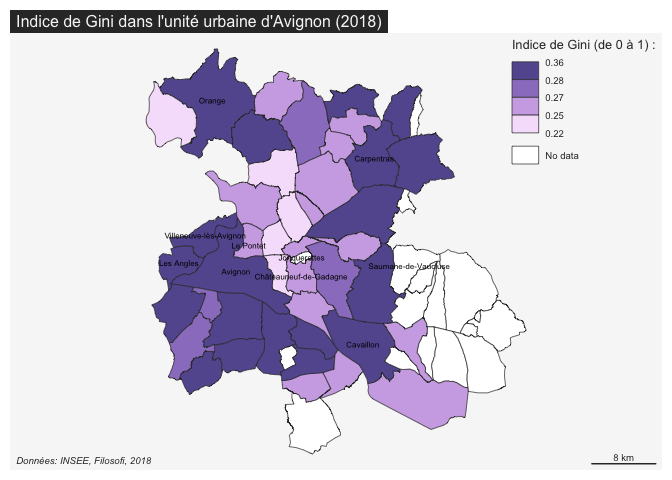 Indice de Gini dans l'unité urbaine d'Avignon (2018)
Indice de Gini (de 0 à 1) :
0.36
0.28
0.27
0.25
0.22
No data
Orange
Carpentras
Villeneuve-lès-Avignon
Le Pontet
Jonquerettes
Les Angles
Avignon
Châteauneuf-de-Gadagne
Saumane-de-Vaucluse
Cavaillon
Données: INSEE, Filosofi, 2018
8 km